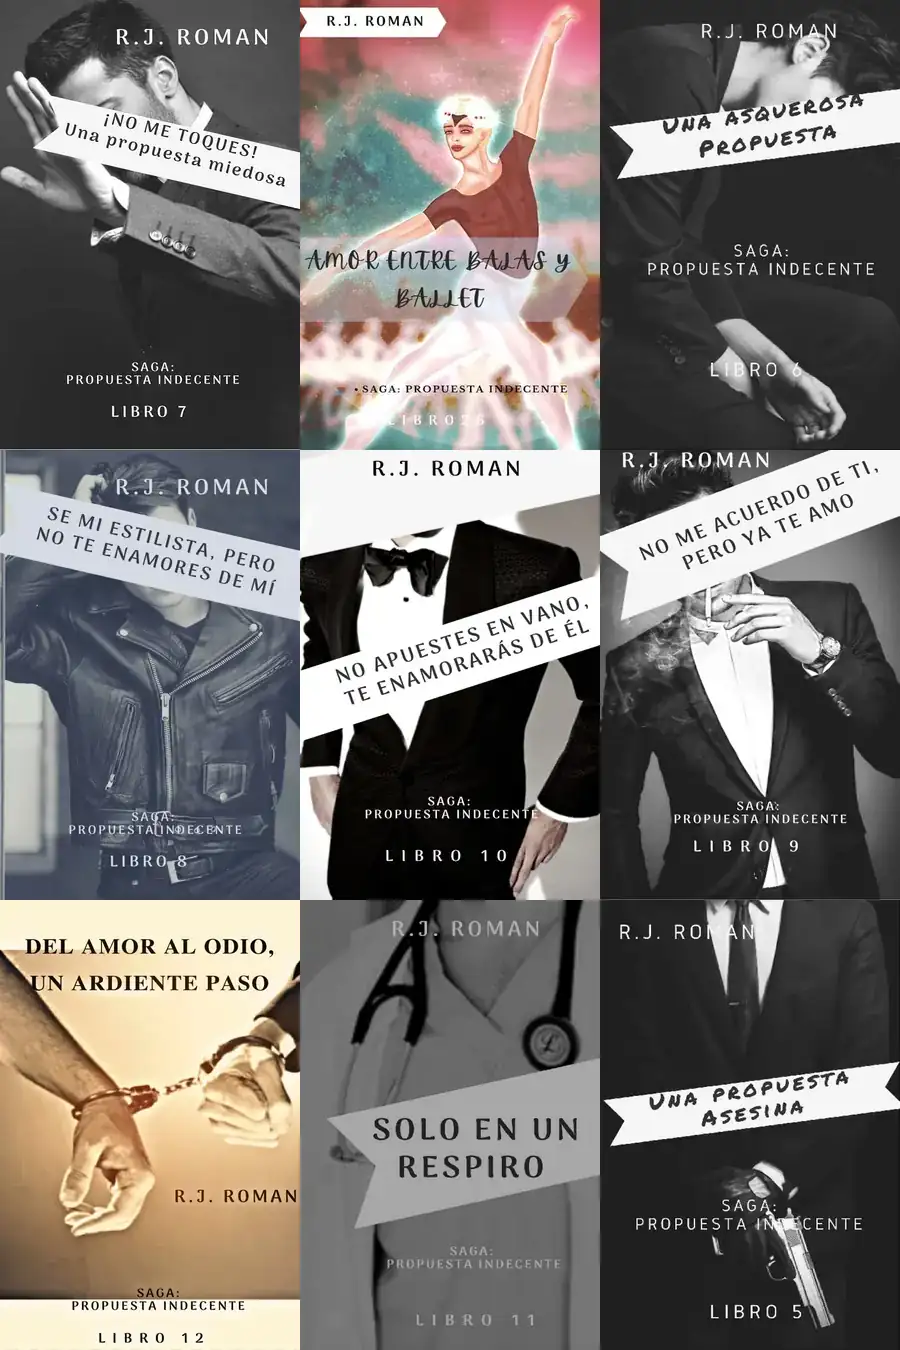 R.J. ROMAN
¡NO ME TOQUES!
Una propuesta miedosa
SAGA:
PROPUESTA INDECENTE
LIBRO 7
R.J. ROMAN
AMOR ENTRE BALAS y
BALLET
• SAGA: PROPUESTA INDECENTE
R.J. ROMAN
UNA ASQUEROSA
PROPUESTA
SAGA:
PROPUESTA INDECENTE
LIBRO 6
R.J. ROMAN
SE MI ESTILISTA, PERO
NO TE ENAMORES DE MÍ
SAGA:
PROPUESTA INDECENTE
LIBRO 8
R.J. ROMAN
NO APUESTES EN VANO,
TE ENAMORARÁS DE ÉL
SAGA:
PROPUESTA INDECENTE
LIBRO 10
R.J. ROMAN
NO ME ACUERDO DE TI,
PERO YA TE AMO
SAGA:
PROPUESTA INDECENTE
LIBRO 9
DEL AMOR AL ODIO,
UN ARDIENTE PASO
R.J. ROMAN
SAGA:
PROPUESTA INDECENTE
LIBRO 12
R.J. ROMAN
SOLO EN UN
RESPIRO
SAGA:
PROPUESTA INDECENTE
LIBRO 11
R.J. ROMAN
UNA PROPUESTA
ASESINA
SAGA:
PROPUESTA INDECENTE
LIBRO 5